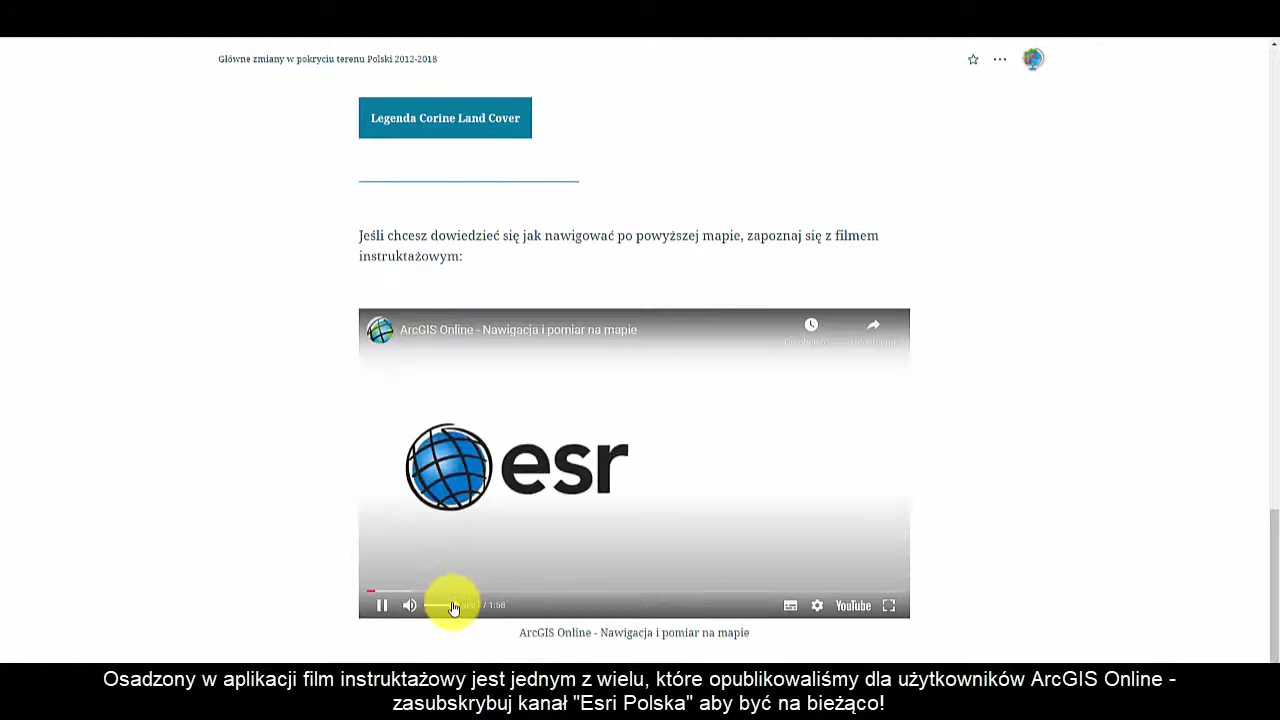 Główne zmiany w pokryciu terenu Polski 2012-2018
Legenda Corine Land Cover
Jeśli chcesz dowiedzieć się jak nawigować po powyższej mapie, zapoznaj się z filmem
instruktażowym:
ArcGIS Online - Nawigacja i pomiar na mapie
esr
/ 1:58
YouTube
ArcGIS Online - Nawigacja i pomiar na mapie
Osadzony w aplikacji film instruktażowy jest jednym z wielu, które opublikowaliśmy dla użytkowników ArcGIS Online -
zasubskrybuj kanał "Esri Polska" aby być na bieżąco!